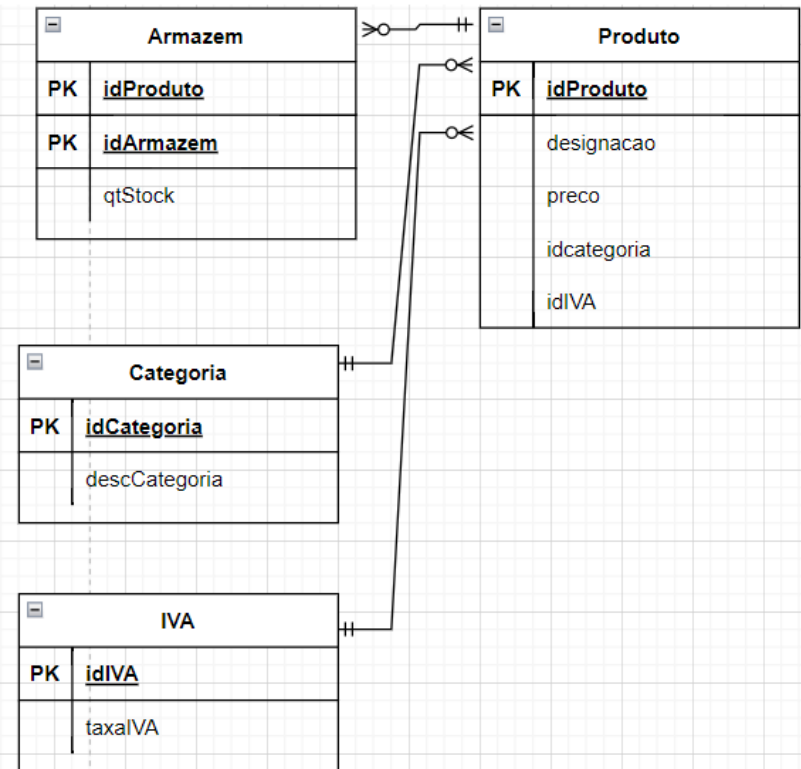 Armazem
PK idProduto
PK idArmazem
qtStock
Produto
PK idProduto
designacao
preco
idcategoria
idIVA
Categoria
PK idCategoria
descCategoria
IVA
PK idIVA
taxaIVA